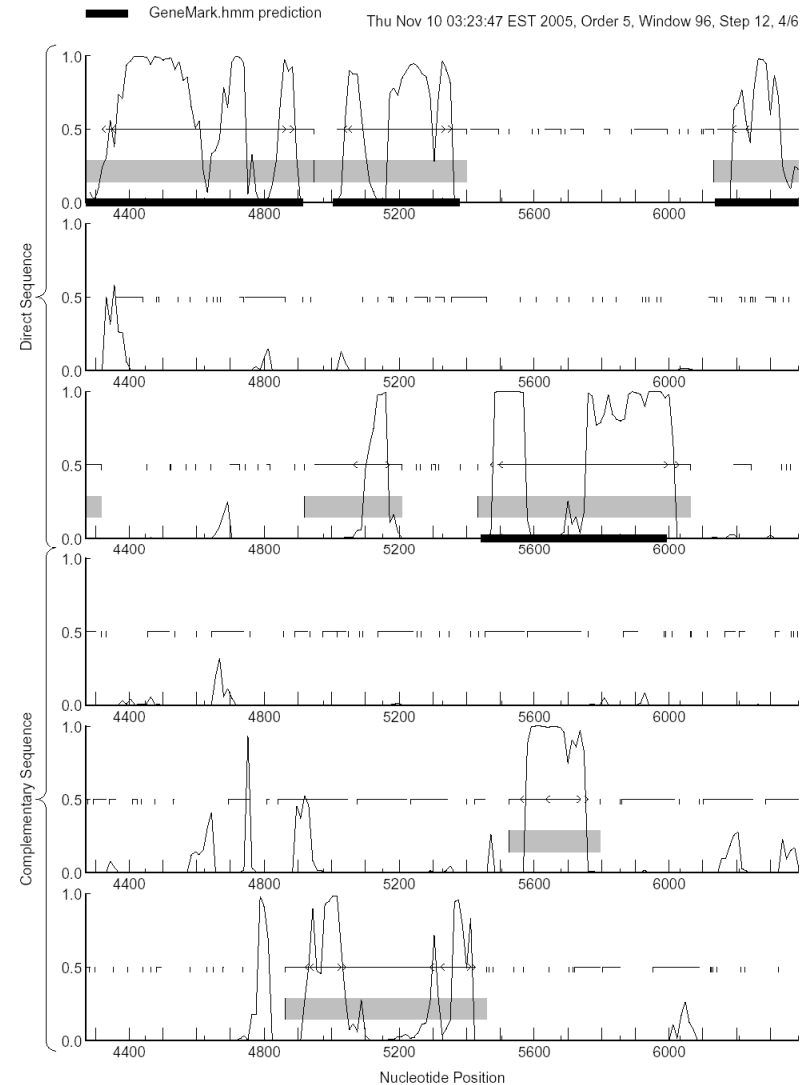 GeneMark.hmm prediction
Thu Nov 10 03:23:47 EST 2005, Order 5, Window 96, Step 12, 4/6
1.0
0.5
0.0
4400 4800 5200 5600 6000
1.0
0.5
0.0
4400 4800 5200 5600 6000
1.0
0.5
0.0
4400 4800 5200 5600 6000
Direct Sequence
1.0
0.5
0.0
4400 4800 5200 5600 6000
1.0
0.5
0.0
4400 4800 5200 5600 6000
1.0
0.5
0.0
4400 4800 5200 5600 6000
Complementary Sequence
Nucleotide Position